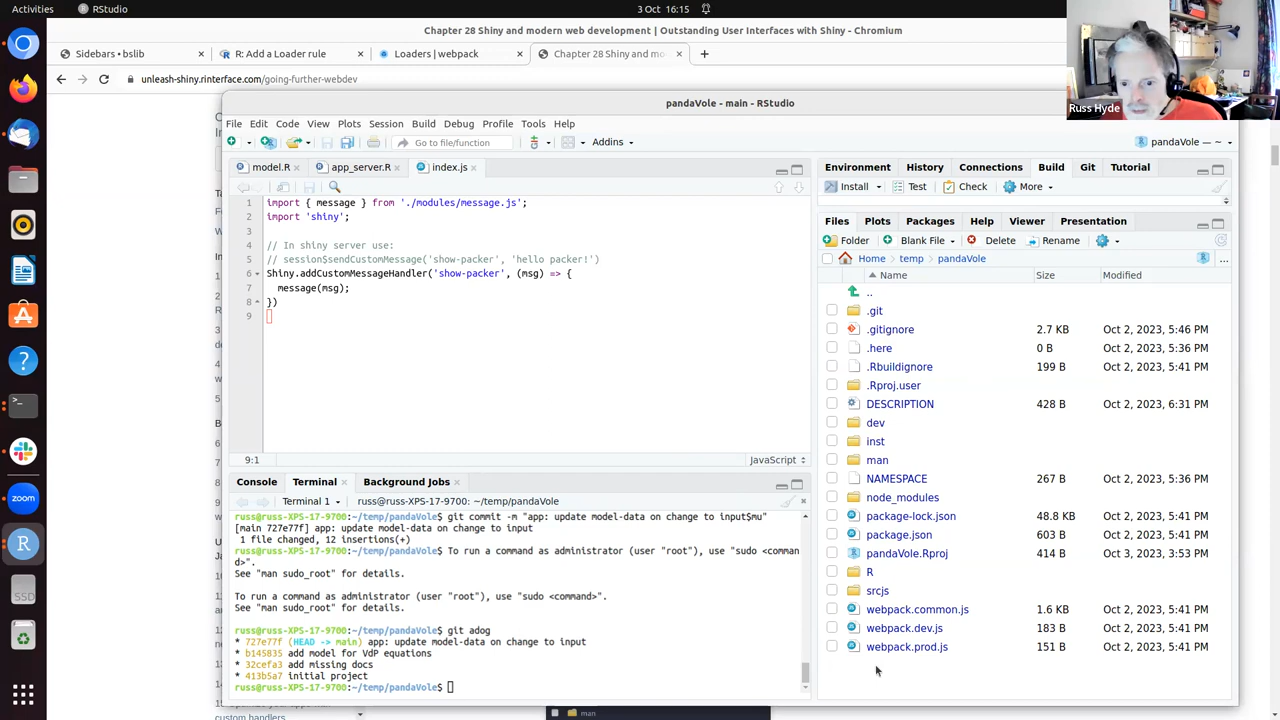 Activities
RStudio
3 Oct 16:15
Chapter 28 Shiny and modern web development | Outstanding User Interfaces with Shiny - Chromium
Sidebars • bslib
R: Add a Loader rule
Loaders | webpack
Chapter 28 Shiny and mo
unleash-shiny.rinterface.com/going-further-webdev
Russ Hyde
pandaVole - main - RStudio
File Edit Code View Plots Session Build Debug Profile Tools Help
Go to file/function
Addins
pandaVole
model.R
app_server.R
index.js
1 import { message } from './modules/message.js';
2 import 'shiny';
3
4 // In shiny server use:
5 // session$sendCustomMessage('show-packer', 'hello packer!')
6 Shiny.addCustomMessageHandler('show-packer', (msg) => {
7 message(msg);
8 })
9
9:1
JavaScript
Console Terminal Background Jobs
Terminal 1
russ@russ-XPS-17-9700: ~/temp/pandaVole
russ@russ-XPS-17-9700:~/temp/pandaVole$ git commit -m "app: update model-data on change to input$mu"
[main 727e77f] app: update model-data on change to input
1 file changed, 12 insertions(+)
russ@russ-XPS-17-9700:~/temp/pandaVole$ To run a command as administrator (user "root"), use "sudo <comman
d>".
See "man sudo_root" for details.
To run a command as administrator (user "root"), use "sudo <command>".
See "man sudo_root" for details.
russ@russ-XPS-17-9700:~/temp/pandaVole$ git adog
* 727e77f (HEAD -> main) app: update model-data on change to input
* b145835 add model for VdP equations
* 32cefa3 add missing docs
* 413b5a7 initial project
russ@russ-XPS-17-9700:~/temp/pandaVole$
Environment History Connections Build Git Tutorial
Install Test Check More
Files Plots Packages Help Viewer Presentation
Folder Blank File Delete Rename
Home temp pandaVole
Name Size Modified
..
.git
.gitignore 2.7 KB Oct 2, 2023, 5:46 PM
.here 0 B Oct 2, 2023, 5:36 PM
.Rbuildignore 199 B Oct 2, 2023, 5:41 PM
.Rproj.user
DESCRIPTION 428 B Oct 2, 2023, 6:31 PM
dev
inst
man
NAMESPACE 267 B Oct 2, 2023, 5:36 PM
node_modules
package-lock.json 48.8 KB Oct 2, 2023, 5:41 PM
package.json 603 B Oct 2, 2023, 5:41 PM
pandaVole.Rproj 414 B Oct 3, 2023, 3:53 PM
R
srcjs
webpack.common.js 1.6 KB Oct 2, 2023, 5:41 PM
webpack.dev.js 183 B Oct 2, 2023, 5:41 PM
webpack.prod.js 151 B Oct 2, 2023, 5:41 PM
zoom
custom handlers
man